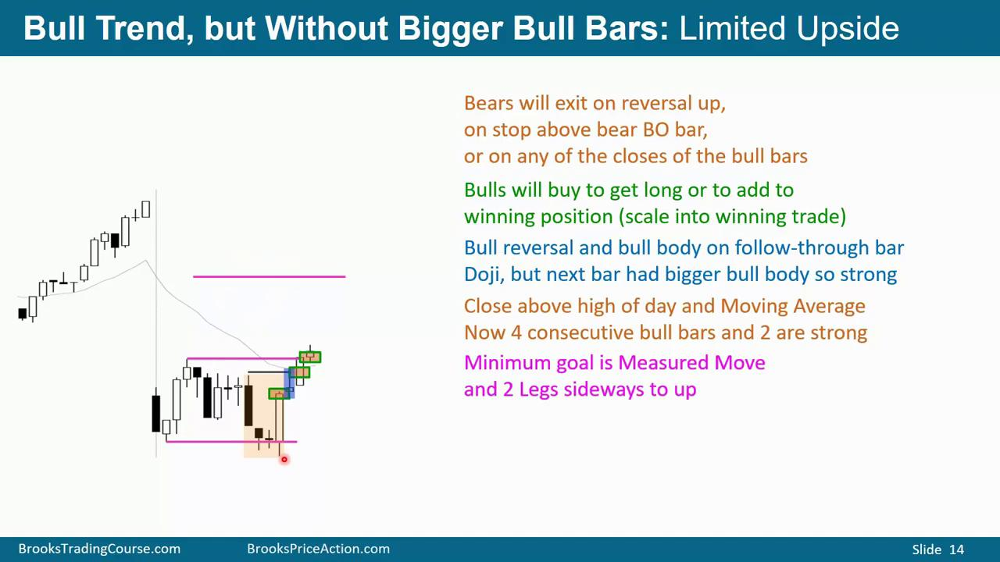 Bull Trend, but Without Bigger Bull Bars: Limited Upside
Bears will exit on reversal up,
on stop above bear BO bar,
or on any of the closes of the bull bars
Bulls will buy to get long or to add to
winning position (scale into winning trade)
Bull reversal and bull body on follow-through bar
Doji, but next bar had bigger bull body so strong
Close above high of day and Moving Average
Now 4 consecutive bull bars and 2 are strong
Minimum goal is Measured Move
and 2 Legs sideways to up
BrooksTradingCourse.com
BrooksPriceAction.com
Slide 14